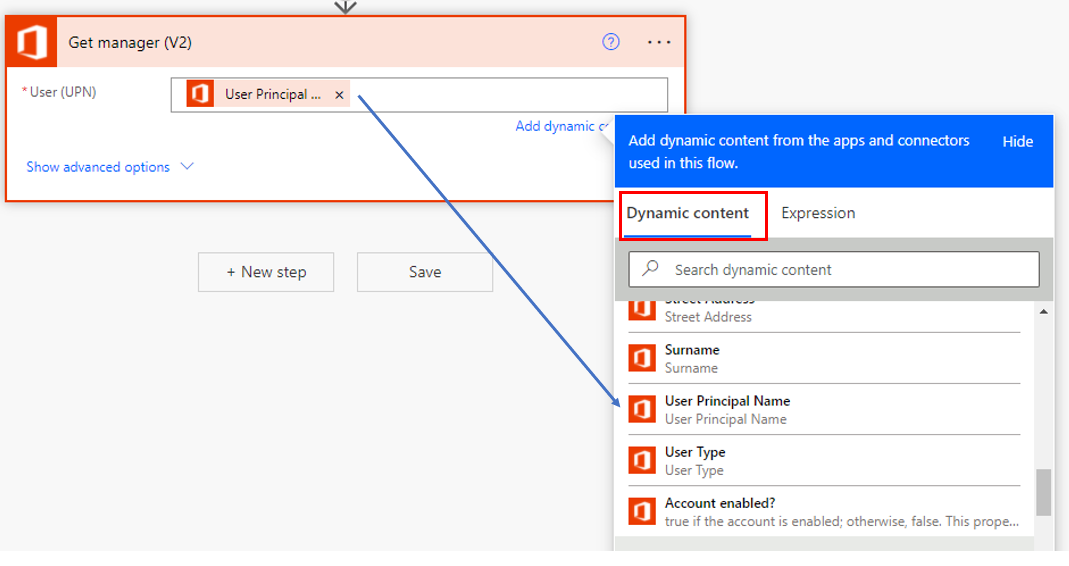 Get manager (V2)
* User (UPN)
User Principal ... ×
Add dynamic c
Show advanced options
+ New step
Save
Add dynamic content from the apps and connectors
used in this flow.
Hide
Dynamic content
Expression
Search dynamic content
Street Address
Street Address
Surname
Surname
User Principal Name
User Principal Name
User Type
User Type
Account enabled?
true if the account is enabled; otherwise, false. This prope...